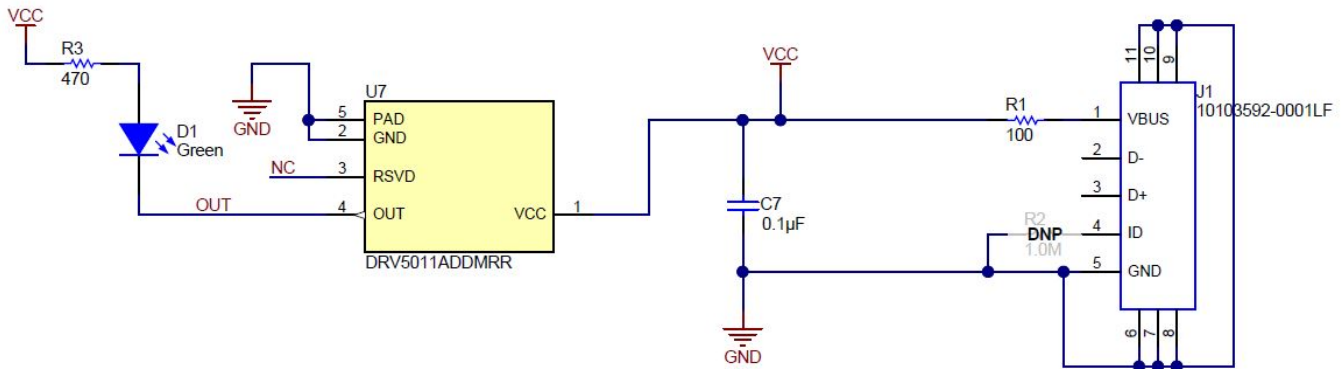 VCC
R3
470
D1
Green
OUT
NC
GND
U7
5 PAD
2 GND
3 RSVD
4 OUT
VCC 1
DRV5011ADDMRR
VCC
C7
0.1µF
GND
R1
100
R2
DNP
1.0M
11 10 9
J1
10103592-0001LF
1 VBUS
2 D-
3 D+
4 ID
5 GND
6 7 8